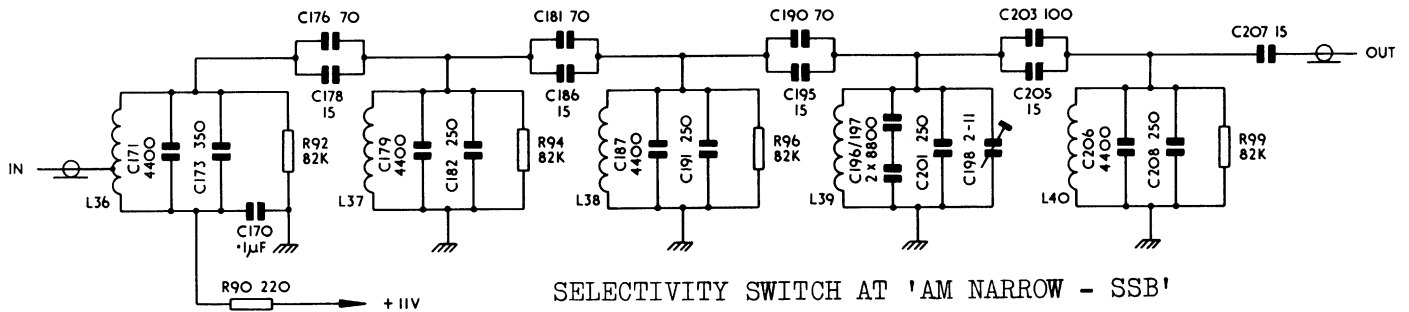 C176 70
C178
15
C181 70
C186
15
C190 70
C195
15
C203 100
C205
15
C207 15
OUT
IN
L36
C171
4400
C173 350
R92
82K
C170
·1µF
R90 220
+11V
L37
C179
4400
C182 250
R94
82K
L38
C187
4400
C191 250
R96
82K
L39
C196/197
2 x 8800
C201 250
C198 2-11
L40
C206
4400
C208 250
R99
82K
SELECTIVITY SWITCH AT 'AM NARROW - SSB'